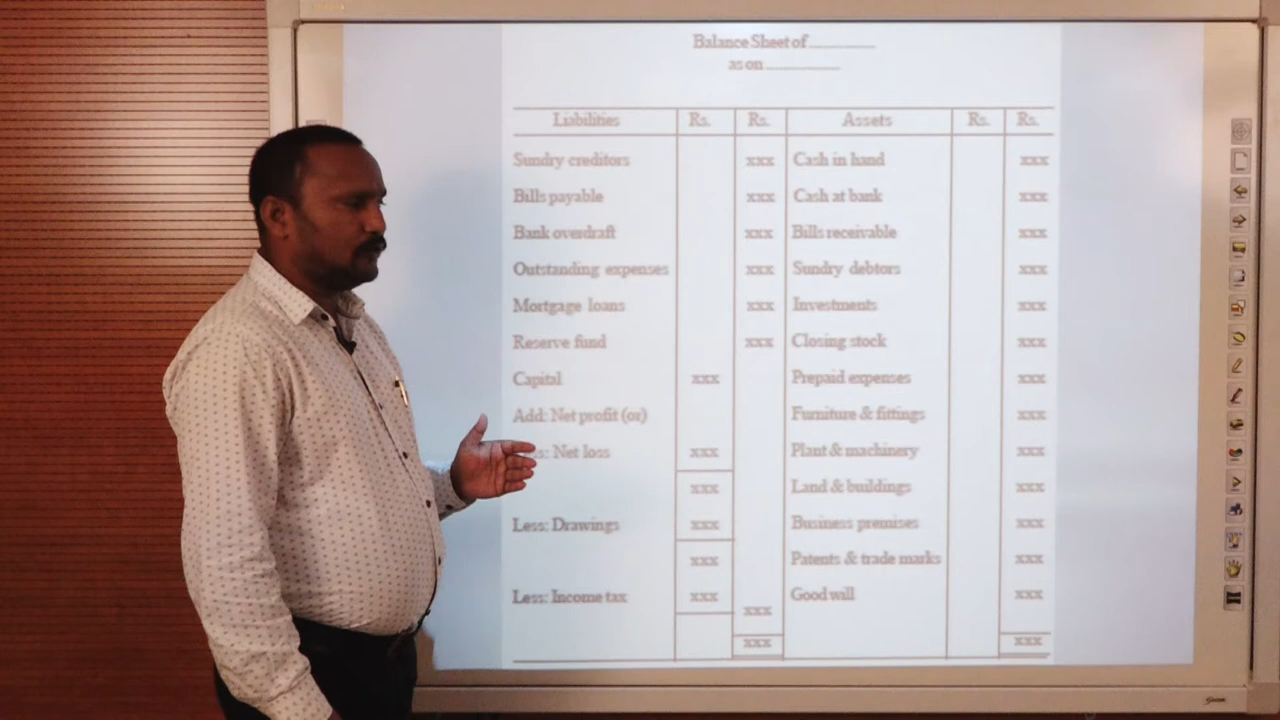 Balance Sheet of ..............
as on ................
Liabilities Rs. Rs. Assets Rs. Rs.
Sundry creditors xxx Cash in hand xxx
Bills payable xxx Cash at bank xxx
Bank overdraft xxx Bills receivable xxx
Outstanding expenses xxx Sundry debtors xxx
Mortgage loans xxx Investments xxx
Reserve fund xxx Closing stock xxx
Capital xxx Prepaid expenses xxx
Add: Net profit (or) Furniture & fittings xxx
Net loss xxx Plant & machinery xxx
xxx Land & buildings xxx
Less: Drawings xxx Business premises xxx
xxx Patents & trade marks xxx
Less: Income tax xxx Good will xxx
xxx
xxx xxx